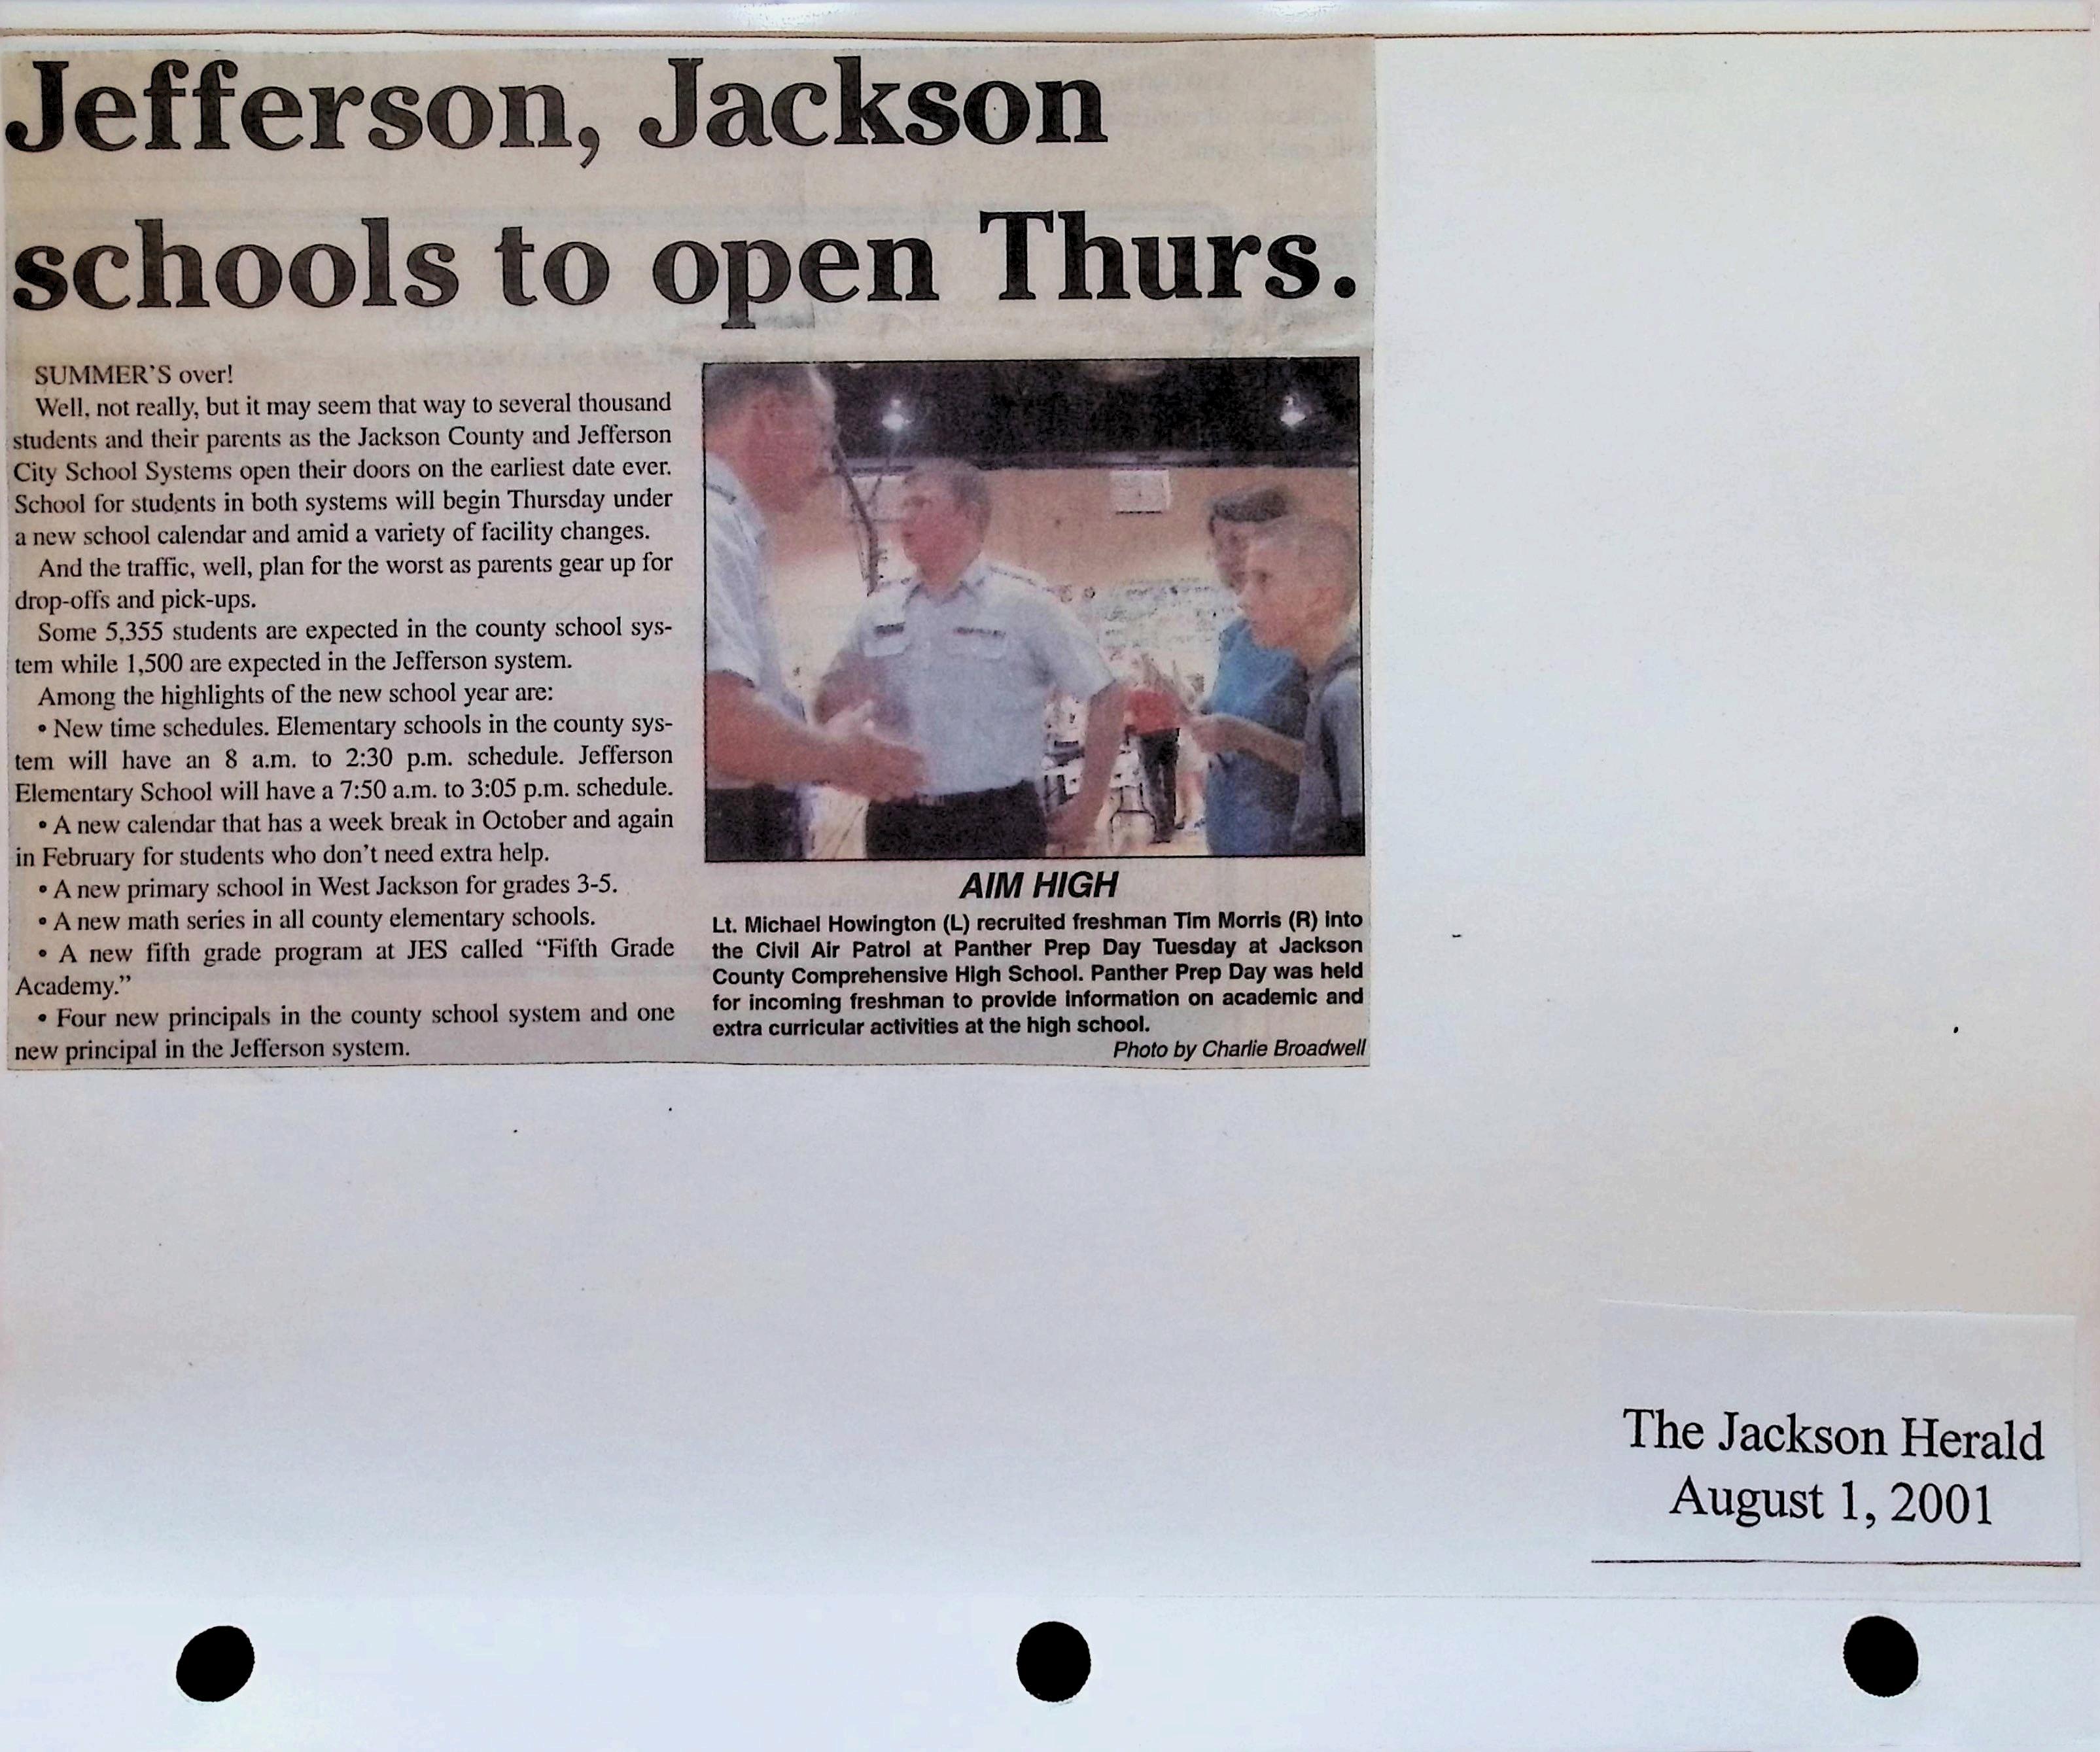 Jefferson, Jackson
schools to open Thurs.
SUMMER'S over!
Well, not really, but it may seem that way to several thousand
students and their parents as the Jackson County and Jefferson
City School Systems open their doors on the earliest date ever.
School for students in both systems will begin Thursday under
a new school calendar and amid a variety of facility changes.
And the traffic, well, plan for the worst as parents gear up for
drop-offs and pick-ups.
Some 5,355 students are expected in the county school sys-
tem while 1,500 are expected in the Jefferson system.
Among the highlights of the new school year are:
• New time schedules. Elementary schools in the county sys-
tem will have an 8 a.m. to 2:30 p.m. schedule. Jefferson
Elementary School will have a 7:50 a.m. to 3:05 p.m. schedule.
• A new calendar that has a week break in October and again
in February for students who don't need extra help.
• A new primary school in West Jackson for grades 3-5.
• A new math series in all county elementary schools.
• A new fifth grade program at JES called “Fifth Grade
Academy.”
• Four new principals in the county school system and one
new principal in the Jefferson system.
AIM HIGH
Lt. Michael Howington (L) recruited freshman Tim Morris (R) into
the Civil Air Patrol at Panther Prep Day Tuesday at Jackson
County Comprehensive High School. Panther Prep Day was held
for incoming freshman to provide information on academic and
extra curricular activities at the high school.
Photo by Charlie Broadwell
The Jackson Herald
August 1, 2001